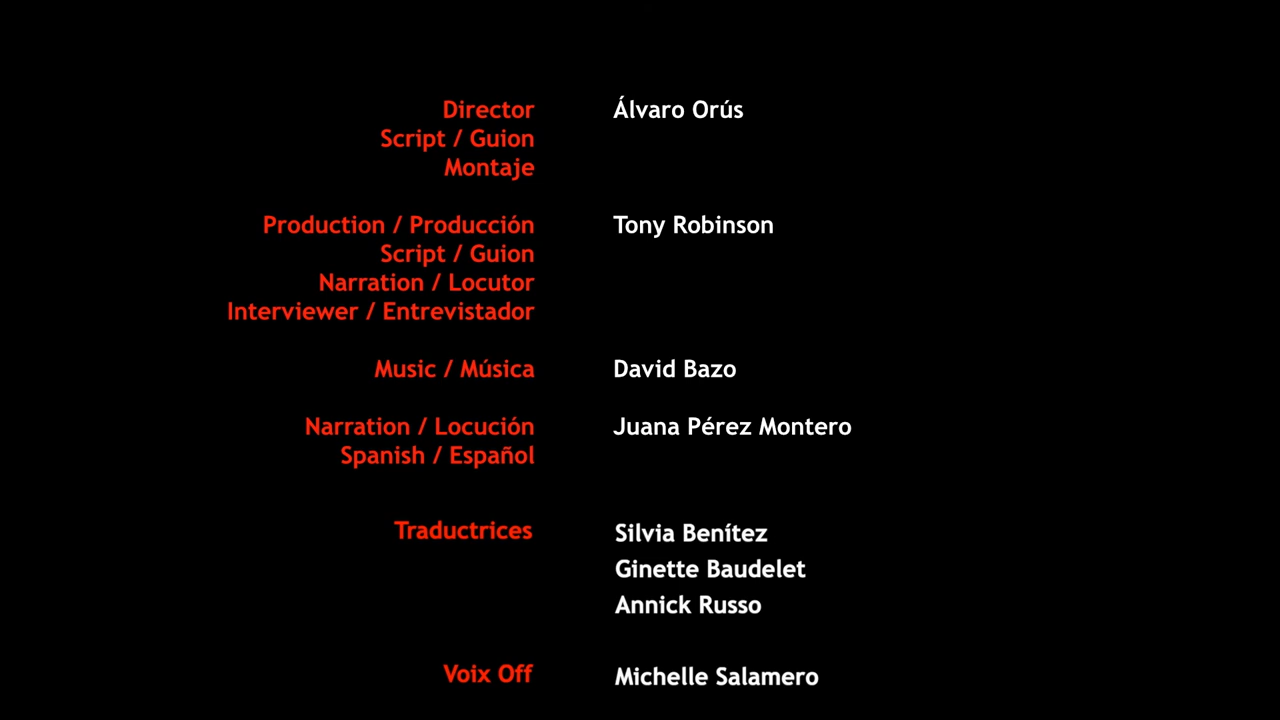 Director Álvaro Orús
Script / Guion
Montaje
Production / Producción Tony Robinson
Script / Guion
Narration / Locutor
Interviewer / Entrevistador
Music / Música David Bazo
Narration / Locución Juana Pérez Montero
Spanish / Español
Traductrices Silvia Benítez
Ginette Baudelet
Annick Russo
Voix Off Michelle Salamero